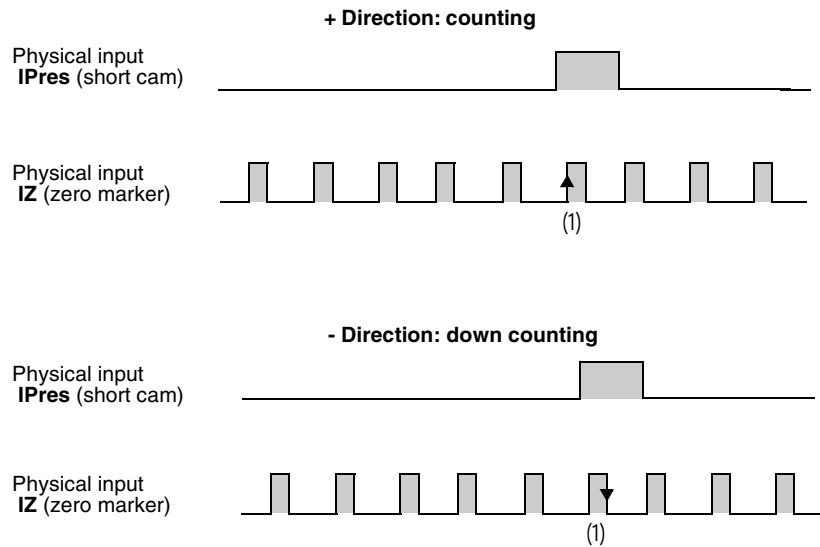 + Direction: counting
Physical input
IPres (short cam)
Physical input
IZ (zero marker)
(1)
- Direction: down counting
Physical input
IPres (short cam)
Physical input
IZ (zero marker)
(1)